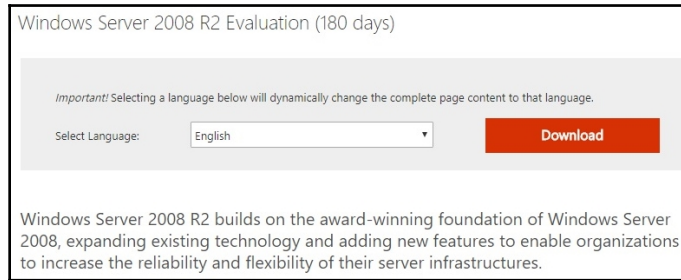 Windows Server 2008 R2 Evaluation (180 days)
Important! Selecting a language below will dynamically change the complete page content to that language.
Select Language: English Download
Windows Server 2008 R2 builds on the award-winning foundation of Windows Server
2008, expanding existing technology and adding new features to enable organizations
to increase the reliability and flexibility of their server infrastructures.